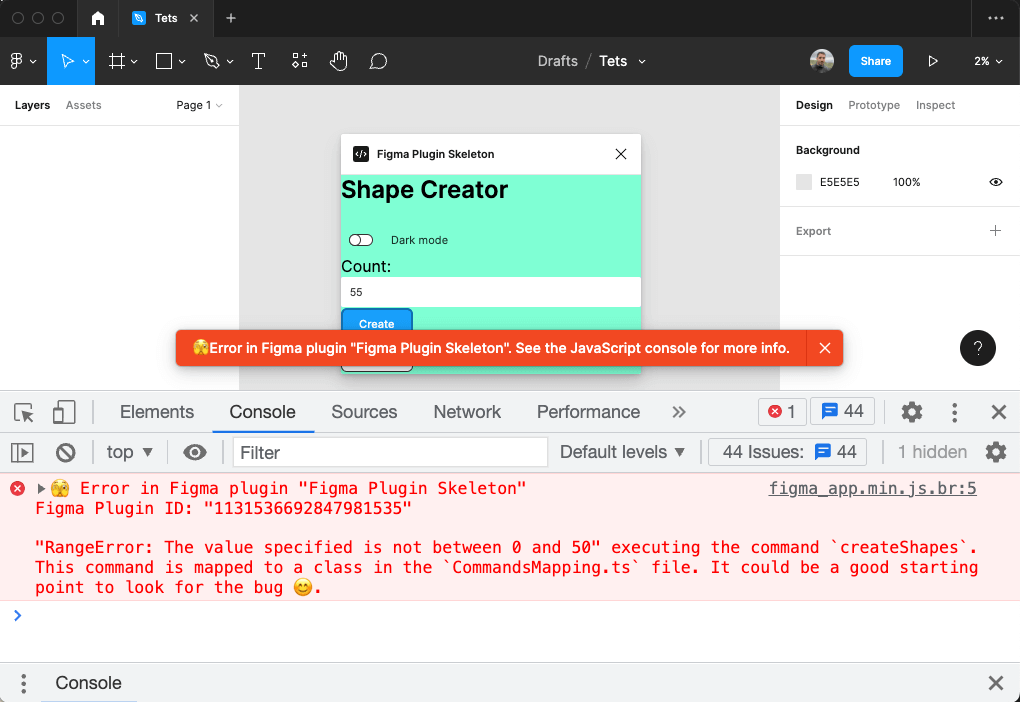 Tets
Drafts / Tets
Share
2%
Layers
Assets
Page 1
Design
Prototype
Inspect
Background
E5E5E5
100%
Export
Figma Plugin Skeleton
Shape Creator
Dark mode
Count:
55
Create
🫣Error in Figma plugin "Figma Plugin Skeleton". See the JavaScript console for more info.
?
Elements
Console
Sources
Network
Performance
1
44
top
Filter
Default levels
44 Issues:
44
1 hidden
🫣 Error in Figma plugin "Figma Plugin Skeleton"
figma_app.min.js.br:5
Figma Plugin ID: "1131536692847981535"
"RangeError: The value specified is not between 0 and 50" executing the command `createShapes`.
This command is mapped to a class in the `CommandsMapping.ts` file. It could be a good starting
point to look for the bug 😊.
Console